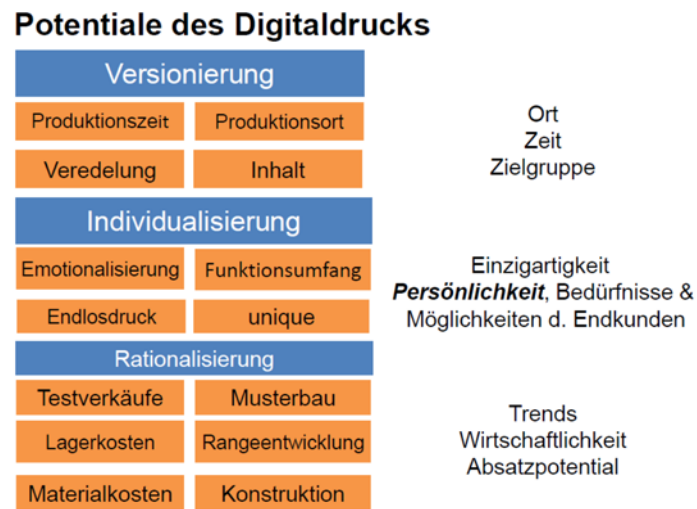 Potentiale des Digitaldrucks
Versionierung
Produktionszeit
Produktionsort
Veredelung
Inhalt
Ort
Zeit
Zielgruppe
Individualisierung
Emotionalisierung
Funktionsumfang
Endlosdruck
unique
Einzigartigkeit
Persönlichkeit, Bedürfnisse &
Möglichkeiten d. Endkunden
Rationalisierung
Testverkäufe
Musterbau
Lagerkosten
Rangeentwicklung
Materialkosten
Konstruktion
Trends
Wirtschaftlichkeit
Absatzpotential